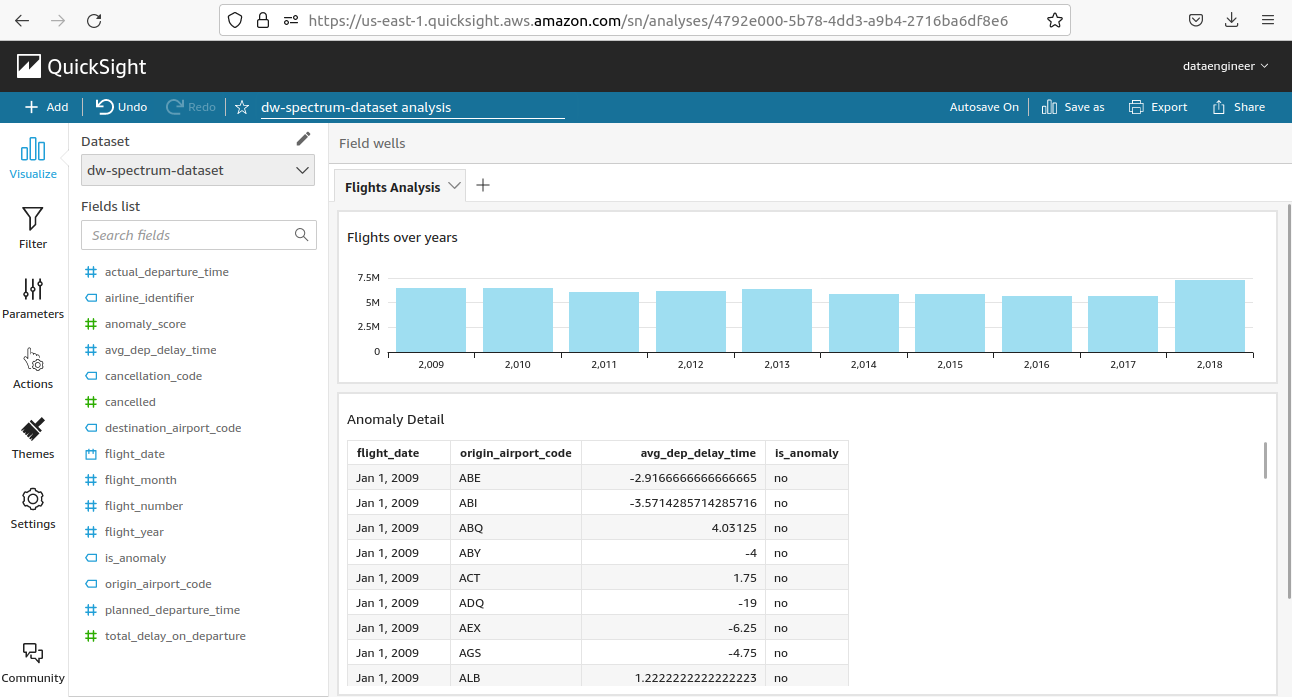 https://us-east-1.quicksight.aws.amazon.com/sn/analyses/4792e000-5b78-4dd3-a9b4-2716ba6df8e6
QuickSight
dataengineer
Add Undo Redo dw-spectrum-dataset analysis Autosave On Save as Export Share
Visualize
Filter
Parameters
Actions
Themes
Settings
Community
Dataset
dw-spectrum-dataset
Fields list
Search fields
actual_departure_time
airline_identifier
anomaly_score
avg_dep_delay_time
cancellation_code
cancelled
destination_airport_code
flight_date
flight_month
flight_number
flight_year
is_anomaly
origin_airport_code
planned_departure_time
total_delay_on_departure
Field wells
Flights Analysis
Flights over years
7.5M
5M
2.5M
0
2,009 2,010 2,011 2,012 2,013 2,014 2,015 2,016 2,017 2,018
Anomaly Detail
flight_date origin_airport_code avg_dep_delay_time is_anomaly
Jan 1, 2009 ABE -2.9166666666666665 no
Jan 1, 2009 ABI -3.5714285714285716 no
Jan 1, 2009 ABQ 4.03125 no
Jan 1, 2009 ABY -4 no
Jan 1, 2009 ACT 1.75 no
Jan 1, 2009 ADQ -19 no
Jan 1, 2009 AEX -6.25 no
Jan 1, 2009 AGS -4.75 no
Jan 1, 2009 ALB 1.2222222222222223 no